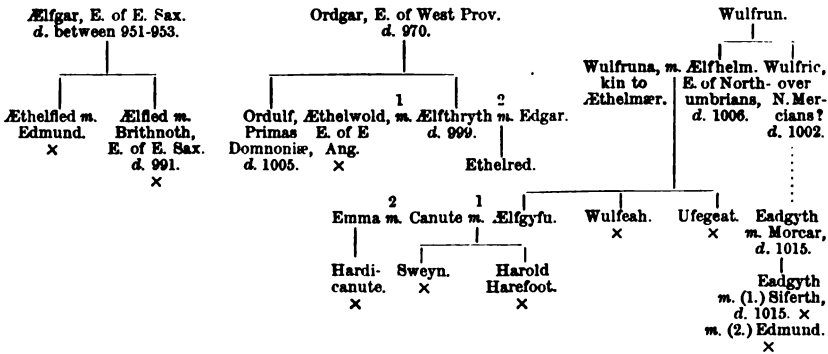 Ælfgar, E. of E. Sax.
d. between 951-953.
Æthelfled m.
Edmund.
×
Ælfled m.
Brithnoth,
E. of E. Sax.
d. 991.
×
Ordgar, E. of West Prov.
d. 970.
1 2
Ordulf, Æthelwold, m. Ælfthryth m. Edgar.
Primas E. of E d. 999.
Domnoniæ, Ang.
d. 1005. ×
Ethelred.
Wulfrun.
Wulfruna, m. Ælfhelm. Wulfric,
kin to E. of North- over
Æthelmær. umbrians, N. Mer-
d. 1006. cians?
d. 1002.
2 1
Emma m. Canute m. Ælfgyfu.
Wulfeah.
×
Ufegeat.
×
Eadgyth
m. Morcar,
d. 1015.
Hardi-
canute.
×
Sweyn.
×
Harold
Harefoot.
×
Eadgyth
m. (1.) Siferth,
d. 1015. ×
m. (2.) Edmund.
×